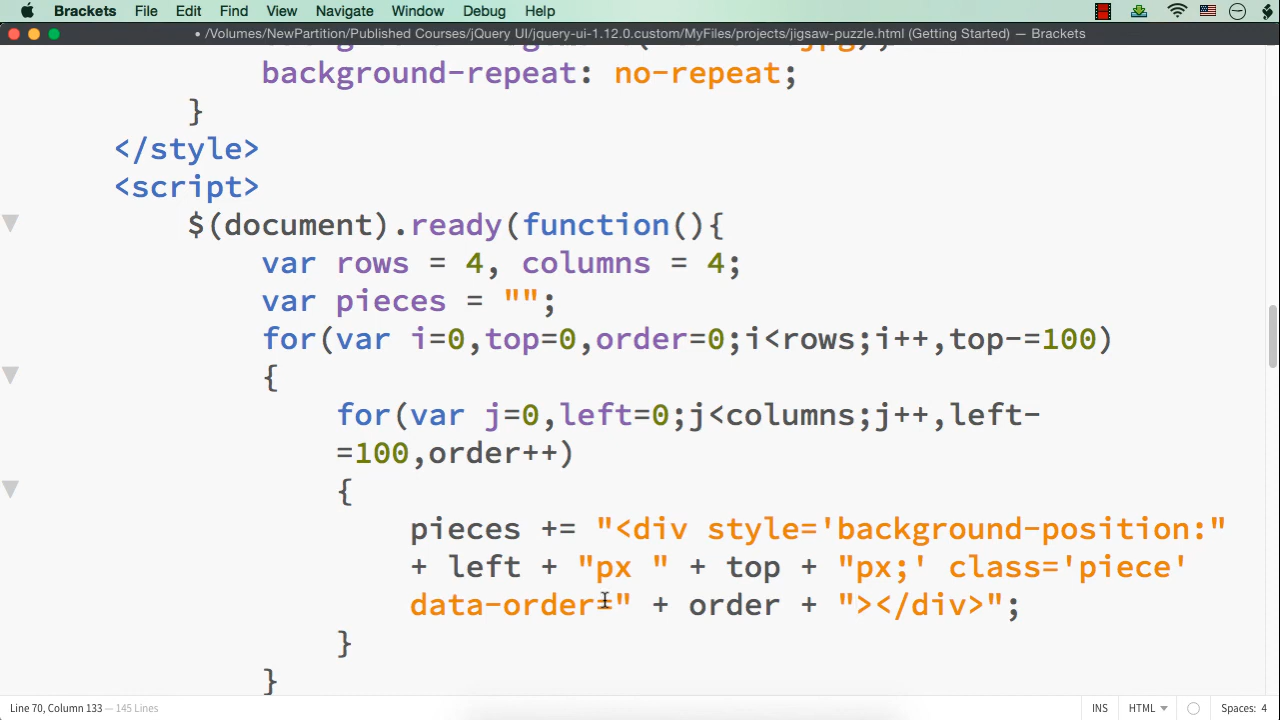 Brackets File Edit Find View Navigate Window Debug Help
• /Volumes/NewPartition/Published Courses/jQuery UI/jquery-ui-1.12.0.custom/MyFiles/projects/jigsaw-puzzle.html (Getting Started) — Brackets
background-repeat: no-repeat;
}
</style>
<script>
$(document).ready(function(){
var rows = 4, columns = 4;
var pieces = "";
for(var i=0,top=0,order=0;i<rows;i++,top-=100)
{
for(var j=0,left=0;j<columns;j++,left-
=100,order++)
{
pieces += "<div style='background-position:"
+ left + "px " + top + "px;' class='piece'
data-order=" + order + "></div>";
}
}
Line 70, Column 133 — 145 Lines
INS HTML Spaces: 4